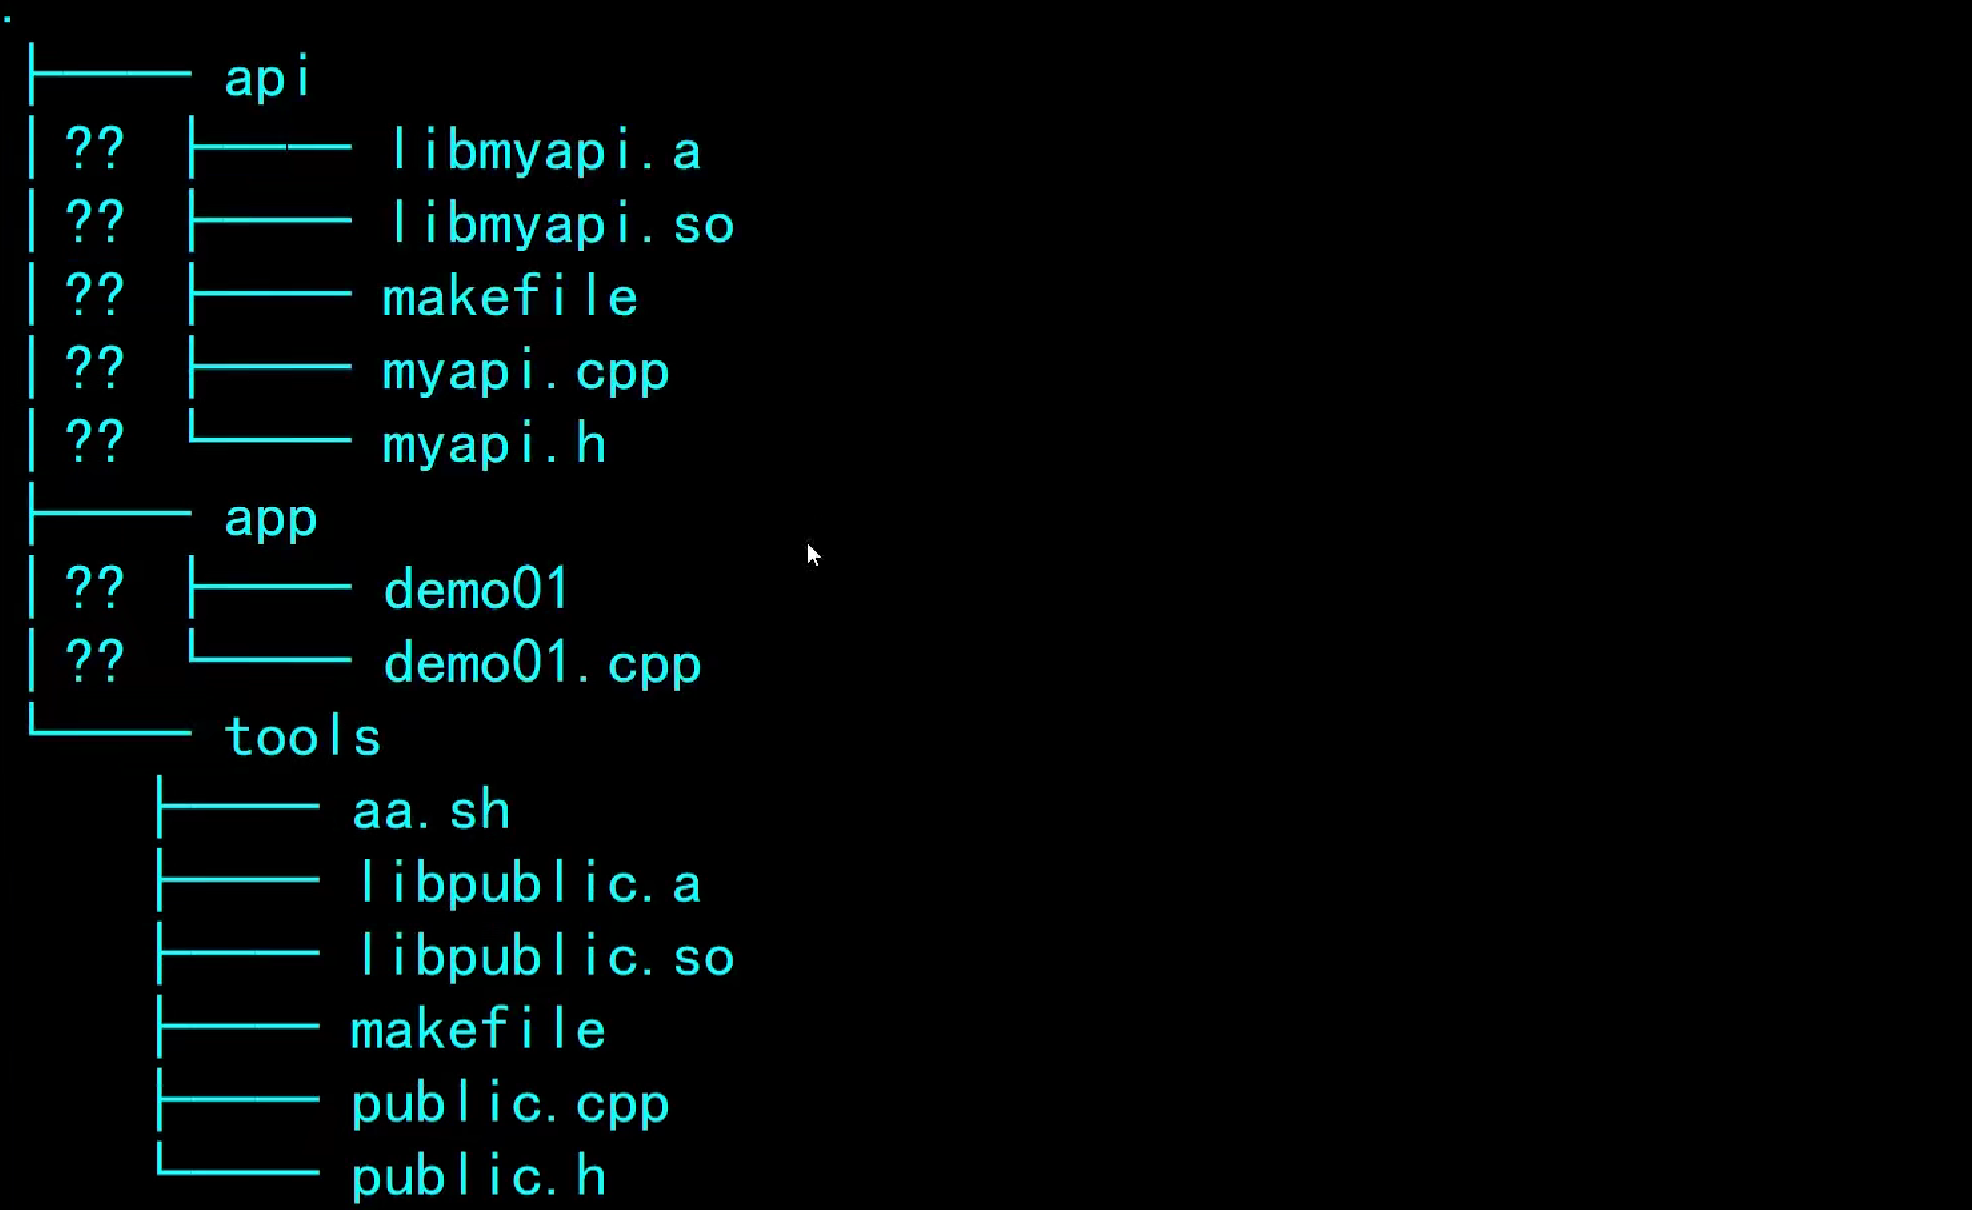 .
├── api
│ ??  ├── libmyapi.a
│ ??  ├── libmyapi.so
│ ??  ├── makefile
│ ??  ├── myapi.cpp
│ ??  └── myapi.h
├── app
│ ??  ├── demo01
│ ??  └── demo01.cpp
└── tools
    ├── aa.sh
    ├── libpublic.a
    ├── libpublic.so
    ├── makefile
    ├── public.cpp
    └── public.h